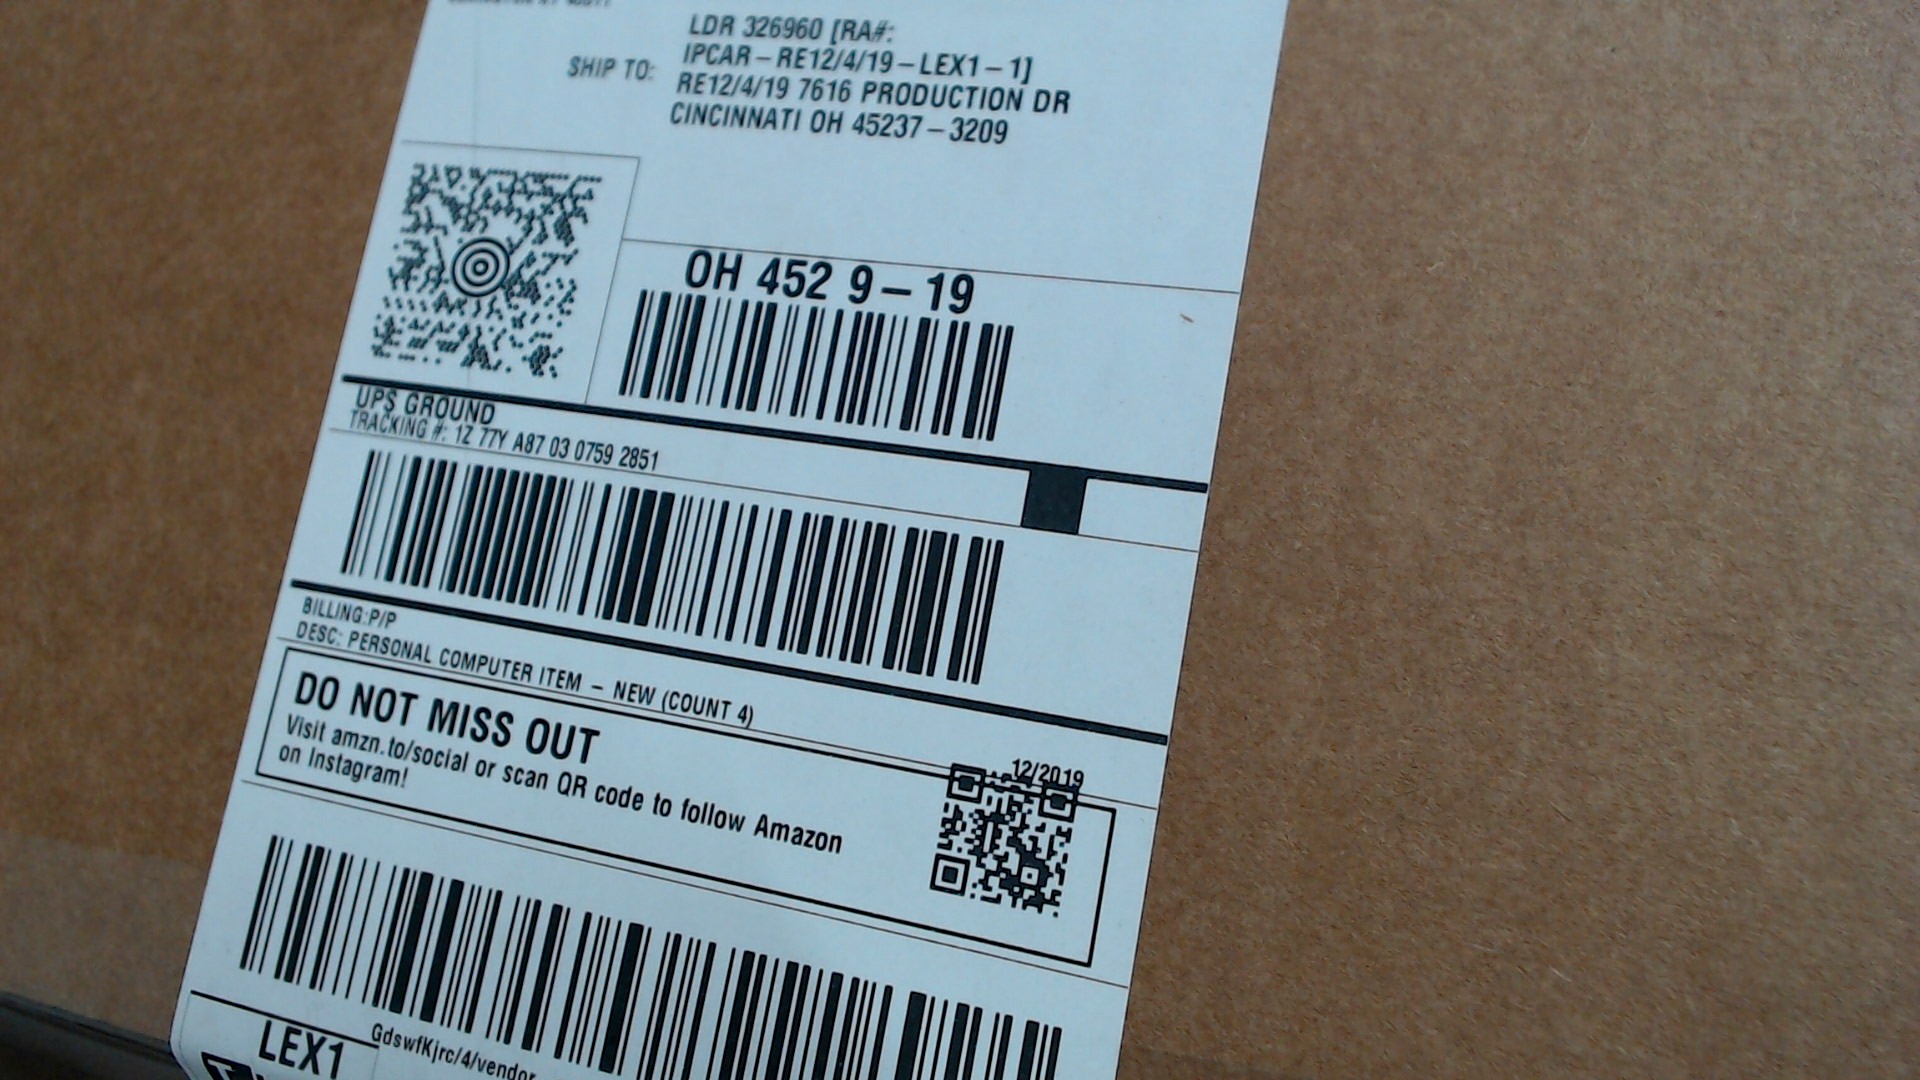 LDR 326960 [RA#:
IPCAR – RE12/4/19 – LEX1 – 1]
SHIP TO:
RE12/4/19 7616 PRODUCTION DR
CINCINNATI OH 45237 – 3209
OH 452 9 – 19
UPS GROUND
TRACKING #: 1Z 77Y A87 03 0759 2851
BILLING:P/P
DESC: PERSONAL COMPUTER ITEM – NEW (COUNT 4)
DO NOT MISS OUT
Visit amzn.to/social or scan QR code to follow Amazon
on Instagram!
12/2019
LEX1
GdswfKjrc/4/vendor